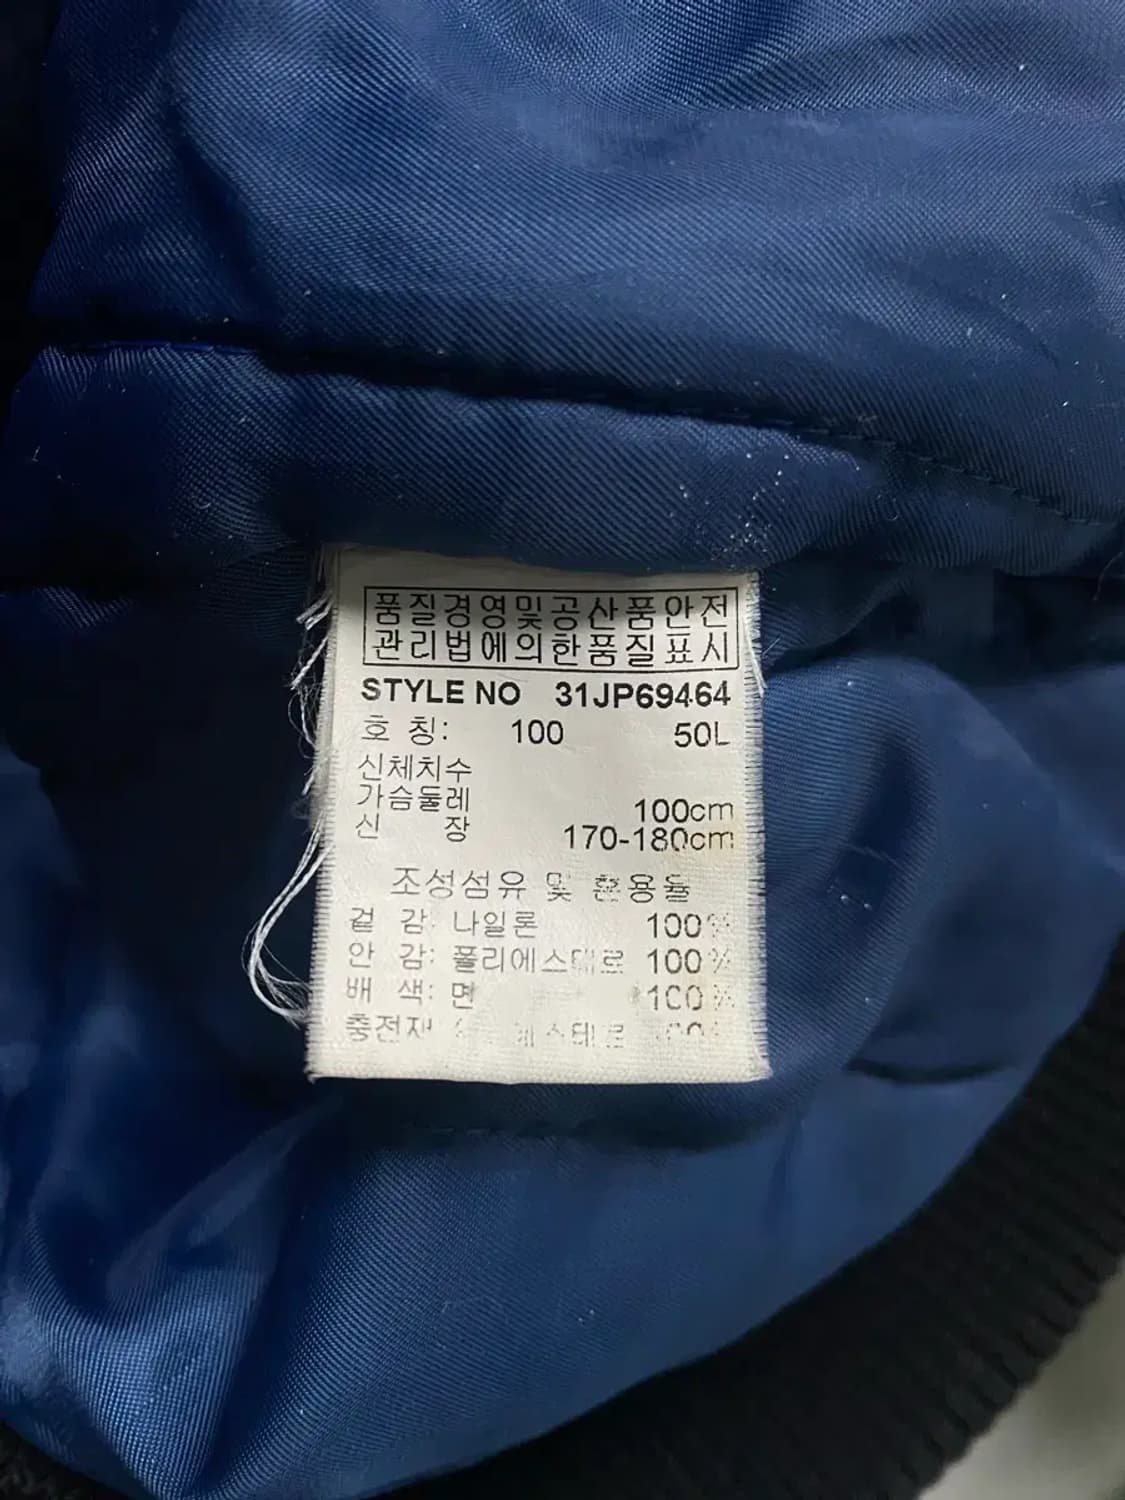 품질경영및공산품안전
관리법에의한품질표시
STYLE NO 31JP69464
호 칭: 100 50L
신체치수
가슴둘레 100cm
신 장 170-180cm
조성섬유 및 혼용율
겉 감: 나일론 100%
안 감: 폴리에스테르 100%
배 색: 면 100%
충전재